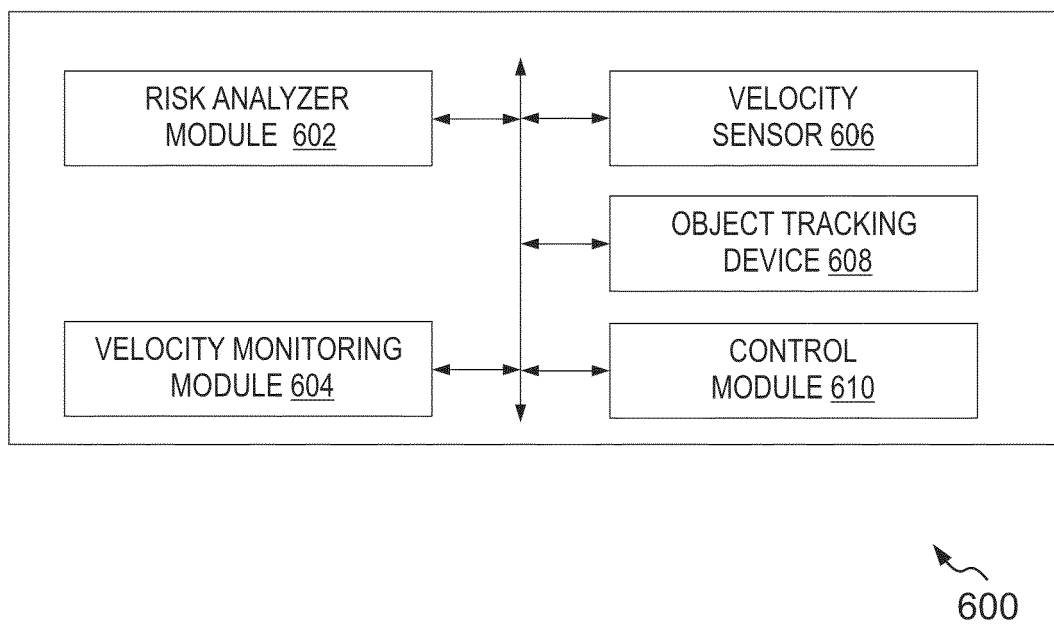 RISK ANALYZER
MODULE 602
VELOCITY
SENSOR 606
OBJECT TRACKING
DEVICE 608
VELOCITY MONITORING
MODULE 604
CONTROL
MODULE 610
600